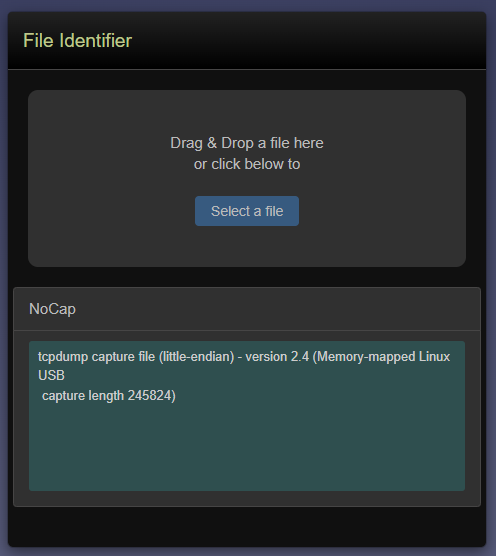 File Identifier
Drag & Drop a file here
or click below to
Select a file
NoCap
tcpdump capture file (little-endian) - version 2.4 (Memory-mapped Linux
USB
capture length 245824)